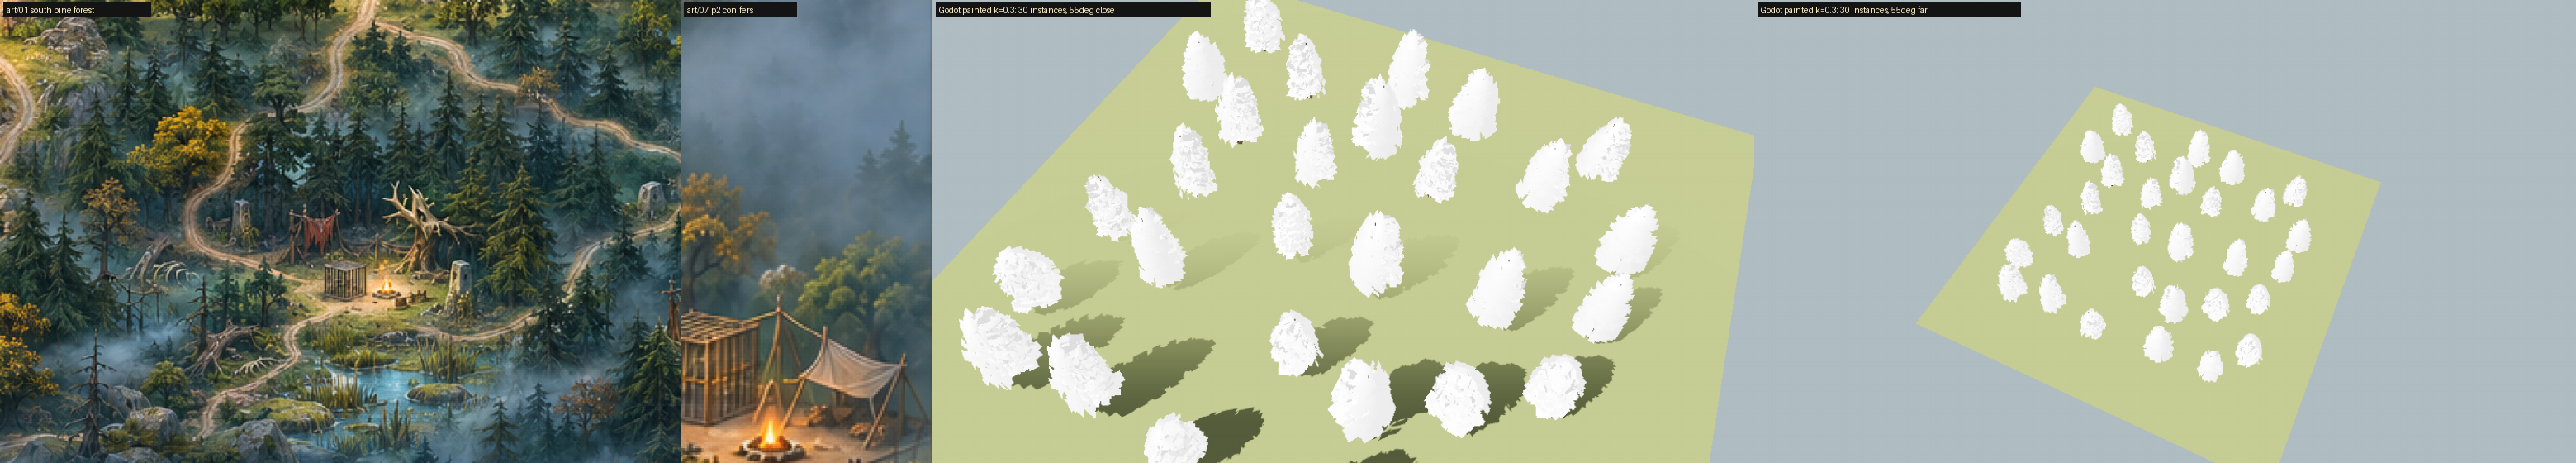 art/01 south pine forest
art/07 p2 conifers
Godot painted k=0.3: 30 instances, 55deg close
Godot painted k=0.3: 30 instances, 55deg far